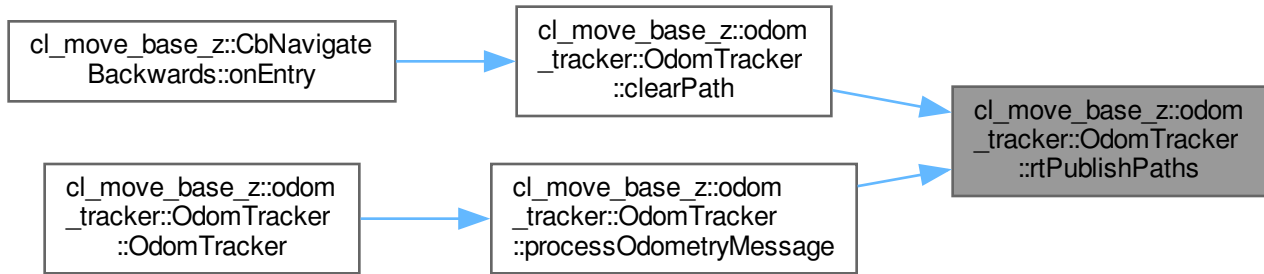 cl_move_base_z::CbNavigate
Backwards::onEntry
cl_move_base_z::odom
_tracker::OdomTracker
::clearPath
cl_move_base_z::odom
_tracker::OdomTracker
::rtPublishPaths
cl_move_base_z::odom
_tracker::OdomTracker
::OdomTracker
cl_move_base_z::odom
_tracker::OdomTracker
::processOdometryMessage